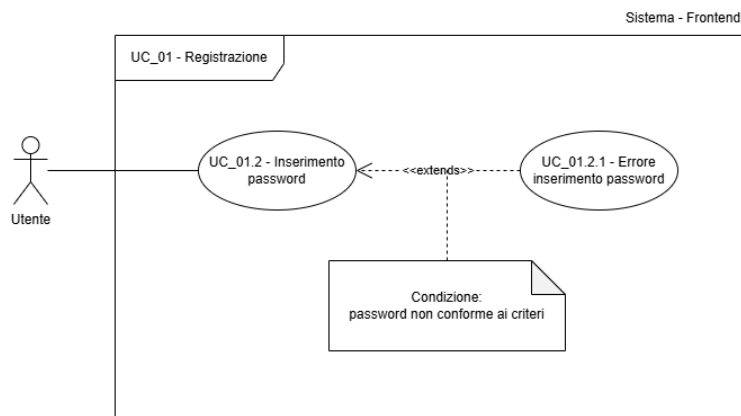 Sistema - Frontend
UC_01 - Registrazione
UC_01.2 - Inserimento
password
<<extends>>
UC_01.2.1 - Errore
inserimento password
Utente
Condizione:
password non conforme ai criteri